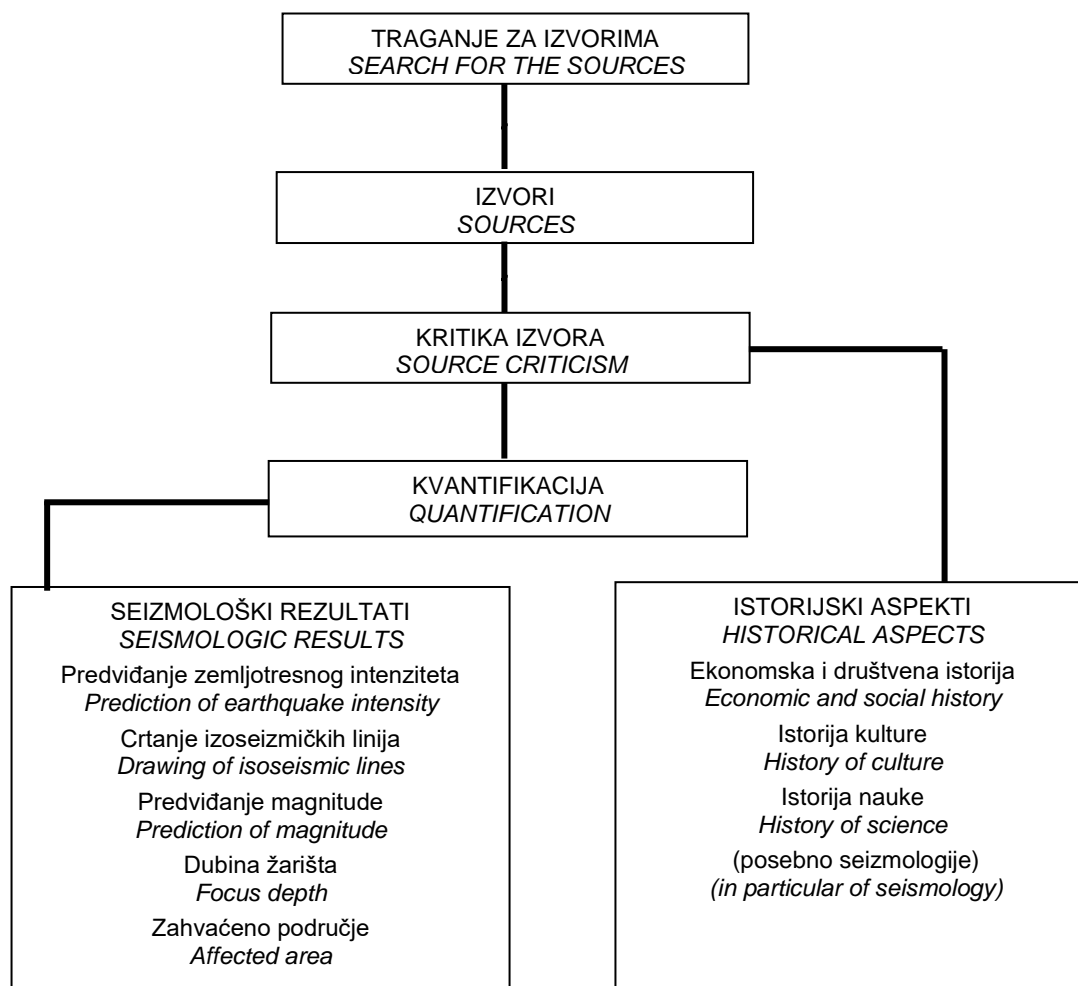 TRAGANJE ZA IZVORIMA
SEARCH FOR THE SOURCES
IZVORI
SOURCES
KRITIKA IZVORA
SOURCE CRITICISM
KVANTIFIKACIJA
QUANTIFICATION
SEIZMOLOŠKI REZULTATI
SEISMOLOGIC RESULTS
Predviđanje zemljotresnog intenziteta
Prediction of earthquake intensity
Crtanje izoseizmičkih linija
Drawing of isoseismic lines
Predviđanje magnitude
Prediction of magnitude
Dubina žarišta
Focus depth
Zahvaćeno područje
Affected area
ISTORIJSKI ASPEKTI
HISTORICAL ASPECTS
Ekonomska i društvena istorija
Economic and social history
Istorija kulture
History of culture
Istorija nauke
History of science
(posebno seizmologije)
(in particular of seismology)